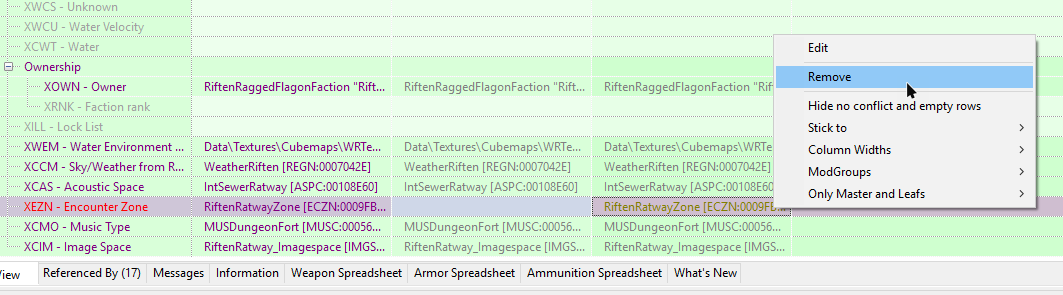 XWCS - Unknown
XWCU - Water Velocity
XCWT - Water
Ownership
XOWN - Owner RiftenRaggedFlagonFaction "Rift... RiftenRaggedFlagonFaction "Rift... RiftenRaggedFlagonFaction "Rift...
XRNK - Faction rank
XILL - Lock List
XWEM - Water Environment ... Data\Textures\Cubemaps\WRTe... Data\Textures\Cubemaps\WRTe... Data\Textures\Cubemaps\WRTe...
XCCM - Sky/Weather from R... WeatherRiften [REGN:0007042E] WeatherRiften [REGN:0007042E] WeatherRiften [REGN:0007042E]
XCAS - Acoustic Space IntSewerRatway [ASPC:00108E60] IntSewerRatway [ASPC:00108E60] IntSewerRatway [ASPC:00108E60]
XEZN - Encounter Zone RiftenRatwayZone [ECZN:0009FB... RiftenRatwayZone [ECZN:0009FB...
XCMO - Music Type MUSDungeonFort [MUSC:00056... MUSDungeonFort [MUSC:00056... MUSDungeonFort [MUSC:00056...
XCIM - Image Space RiftenRatway_Imagespace [IMGS... RiftenRatway_Imagespace [IMGS... RiftenRatway_Imagespace [IMGS...
Edit
Remove
Hide no conflict and empty rows
Stick to
Column Widths
ModGroups
Only Master and Leafs
View Referenced By (17) Messages Information Weapon Spreadsheet Armor Spreadsheet Ammunition Spreadsheet What's New